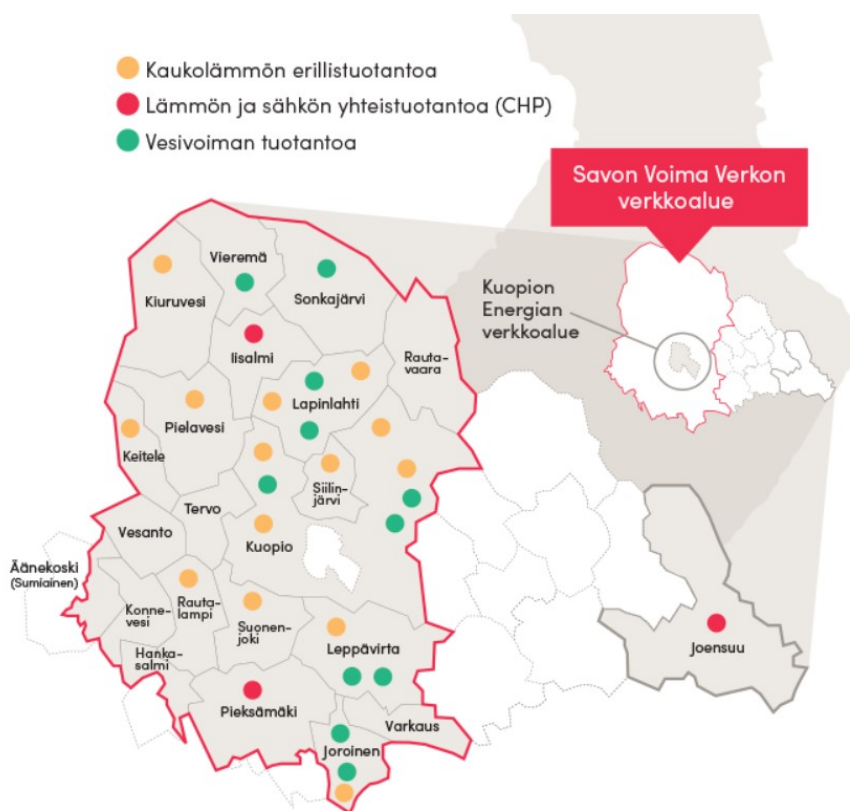 Kaukolämmön erillistuotantoa
Lämmön ja sähkön yhteistuotantoa (CHP)
Vesivoiman tuotantoa
Savon Voima Verkon
verkkoalue
Kuopion
Energian
verkkoalue
Vieremä
Kiuruvesi
Sonkajärvi
Iisalmi
Rauta-
vaara
Lapinlahti
Pielavesi
Keitele
Siilin-
järvi
Tervo
Vesanto
Kuopio
Äänekoski
(Sumiainen)
Konne-
vesi
Rauta-
lampi
Suonen-
joki
Hanka-
salmi
Leppävirta
Joensuu
Pieksämäki
Varkaus
Joroinen